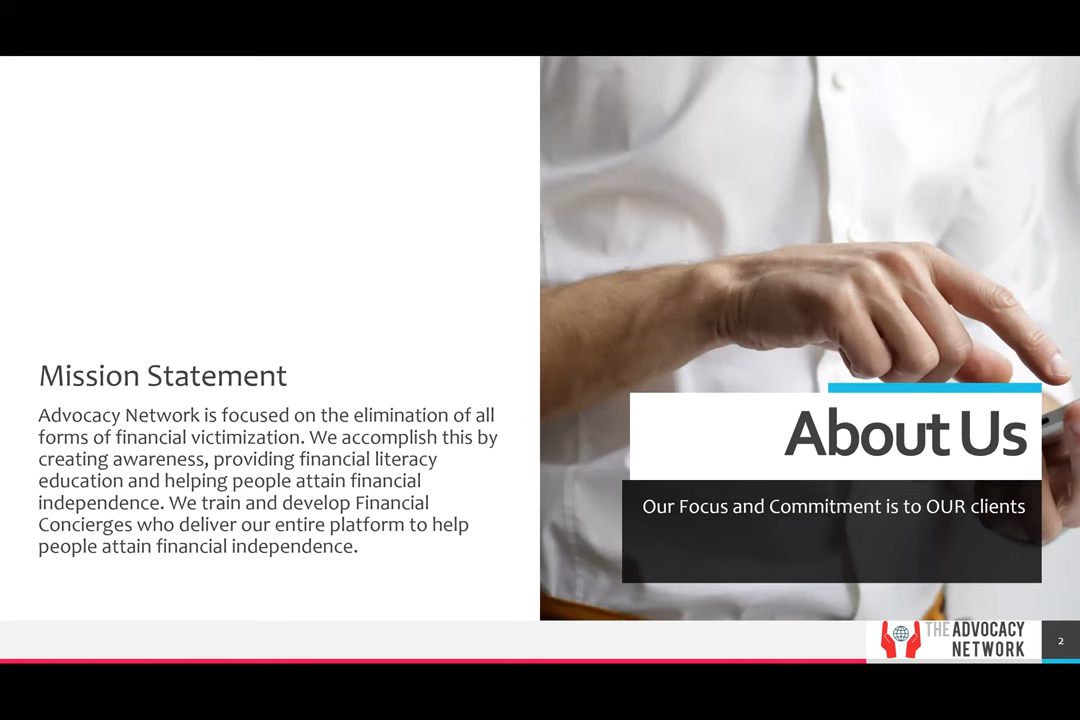 Mission Statement
Advocacy Network is focused on the elimination of all
forms of financial victimization. We accomplish this by
creating awareness, providing financial literacy
education and helping people attain financial
independence. We train and develop Financial
Concierges who deliver our entire platform to help
people attain financial independence.
About Us
Our Focus and Commitment is to OUR clients
THE ADVOCACY
NETWORK
2